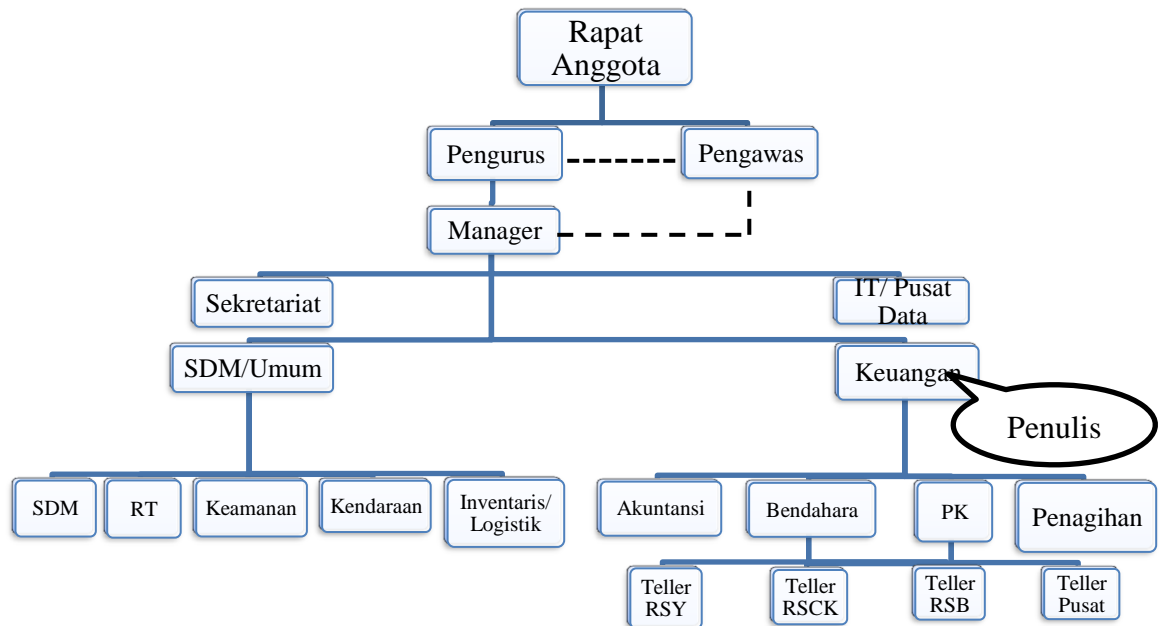 Rapat
Anggota
Pengurus
Pengawas
Manager
Sekretariat
IT/ Pusat
Data
SDM/Umum
Keuangan
Penulis
SDM
RT
Keamanan
Kendaraan
Inventaris/
Logistik
Akuntansi
Bendahara
PK
Penagihan
Teller
RSY
Teller
RSCK
Teller
RSB
Teller
Pusat